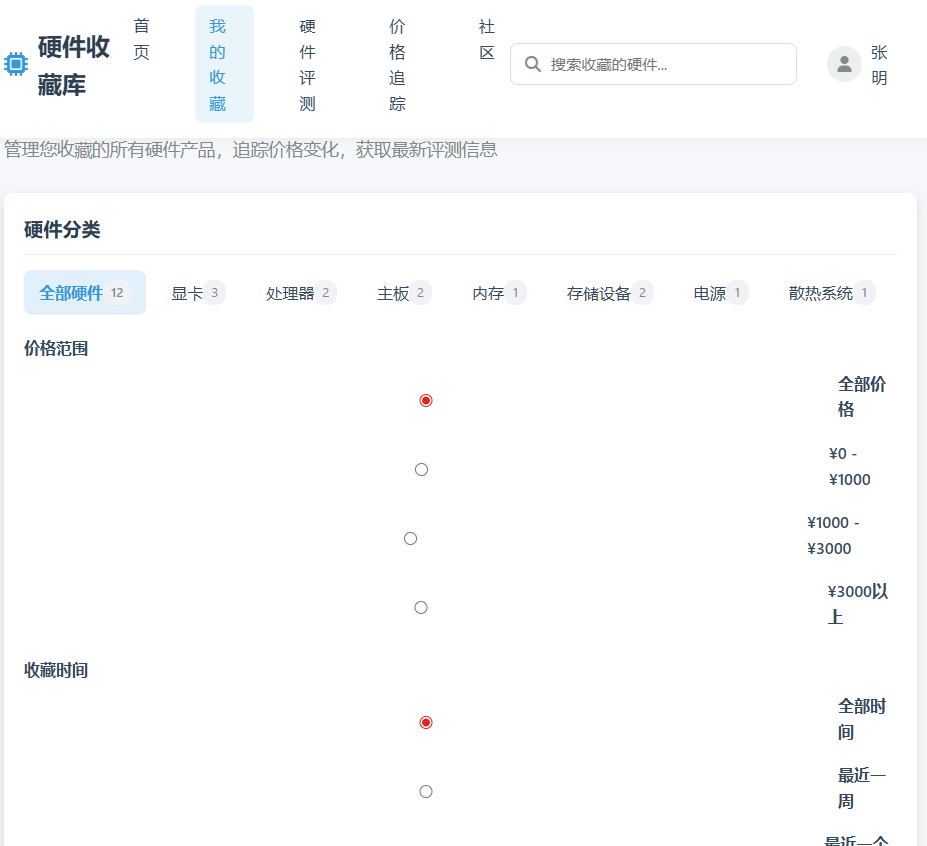 硬件收
藏库
首
页
我
的
收
藏
硬
件
评
测
价
格
追
踪
社
区
搜索收藏的硬件...
张
明
管理您收藏的所有硬件产品，追踪价格变化，获取最新评测信息
硬件分类
全部硬件 12 显卡 3 处理器 2 主板 2 内存 1 存储设备 2 电源 1 散热系统 1
价格范围
全部价
格
¥0 -
¥1000
¥1000 -
¥3000
¥3000以
上
收藏时间
全部时
间
最近一
周
最近一个